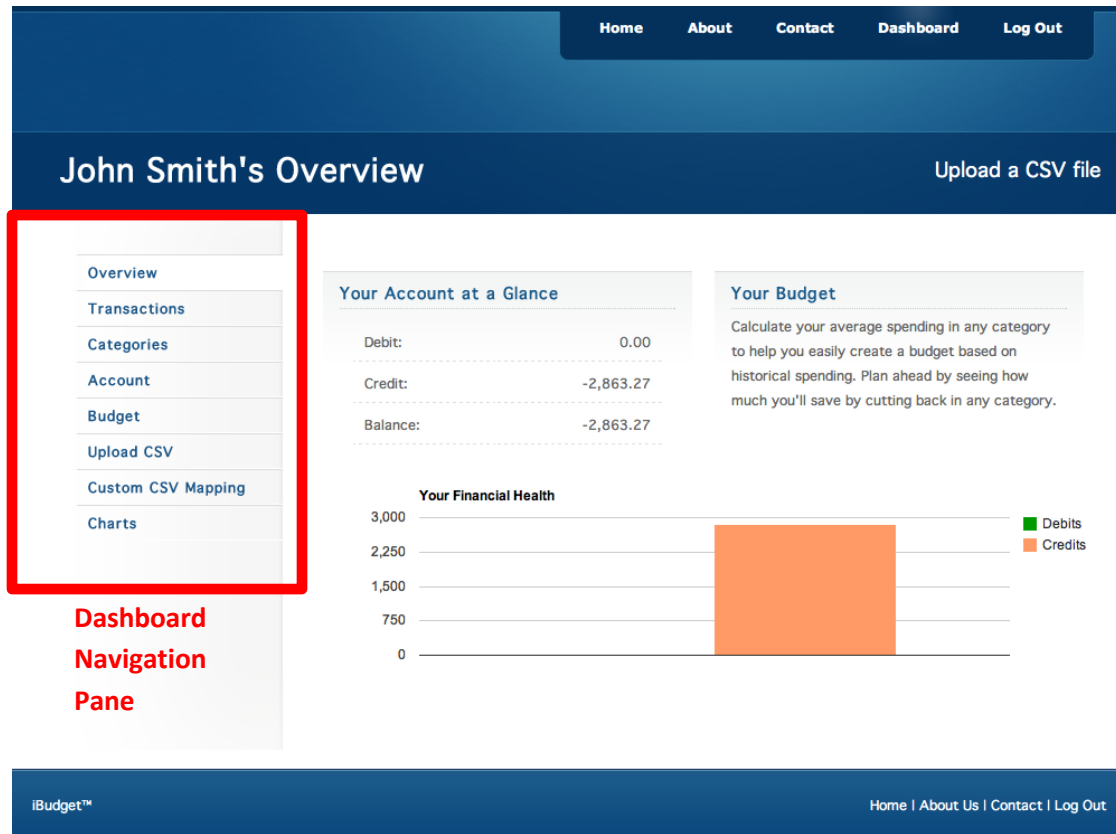 Home About Contact Dashboard Log Out
John Smith's Overview
Upload a CSV file
Overview
Transactions
Categories
Account
Budget
Upload CSV
Custom CSV Mapping
Charts
Dashboard
Navigation
Pane
Your Account at a Glance
Debit: 0.00
Credit: -2,863.27
Balance: -2,863.27
Your Budget
Calculate your average spending in any category
to help you easily create a budget based on
historical spending. Plan ahead by seeing how
much you'll save by cutting back in any category.
Your Financial Health
3,000
2,250
1,500
750
0
Debits
Credits
iBudget™
Home | About Us | Contact | Log Out